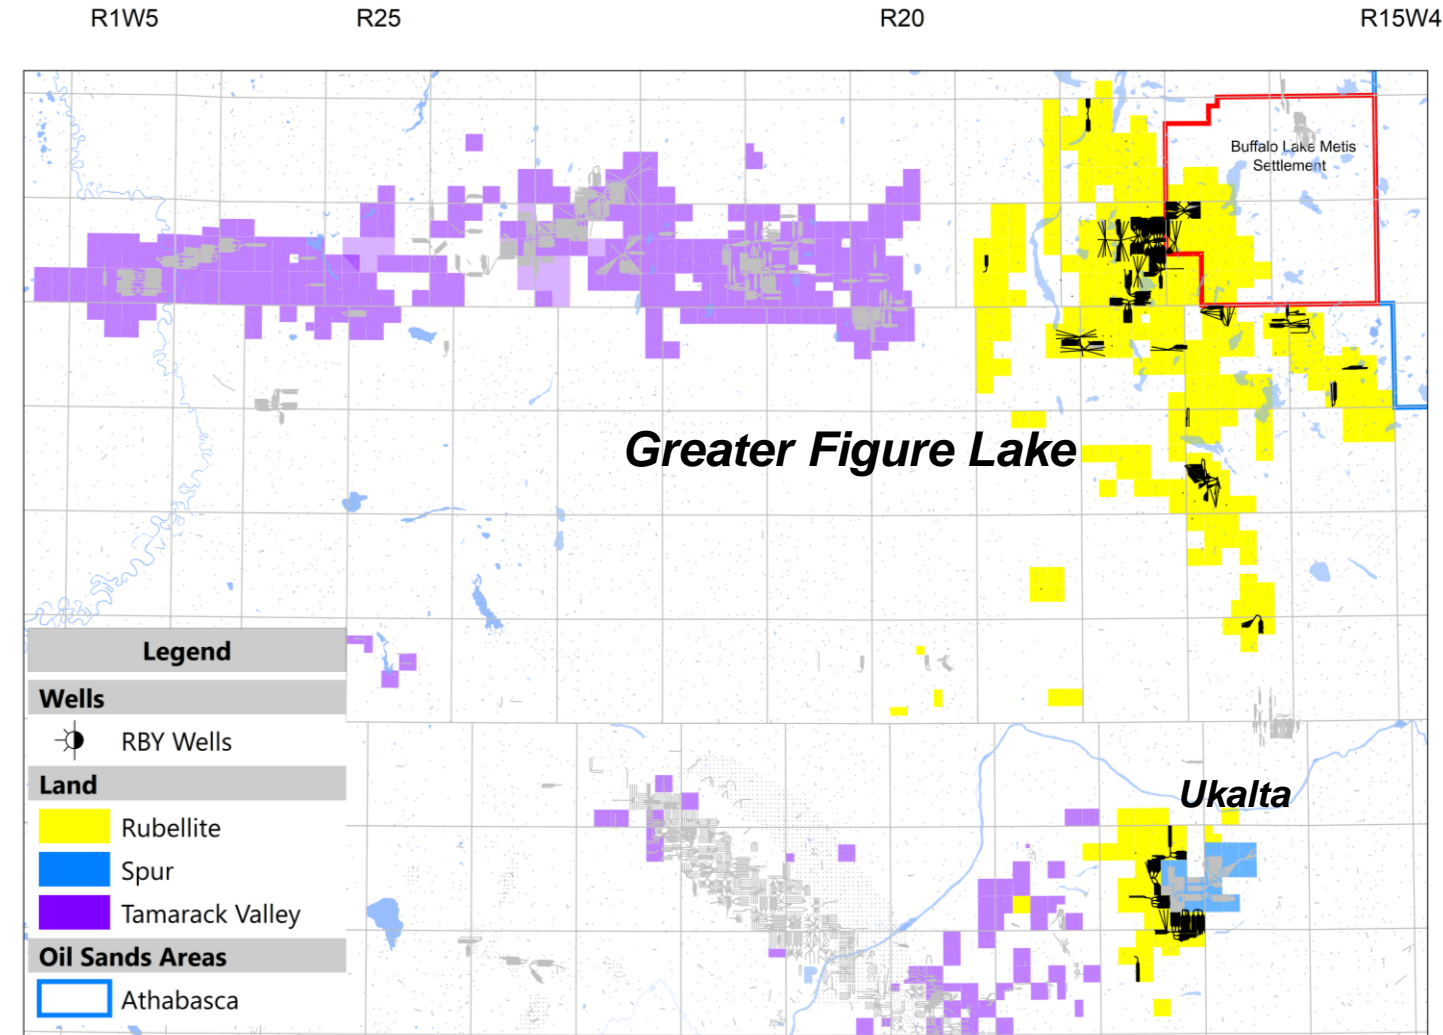 R1W5 R25 R20 R15W4
Buffalo Lake Metis
Settlement
Greater Figure Lake
Ukalta
Legend
Wells
RBY Wells
Land
Rubellite
Spur
Tamarack Valley
Oil Sands Areas
Athabasca